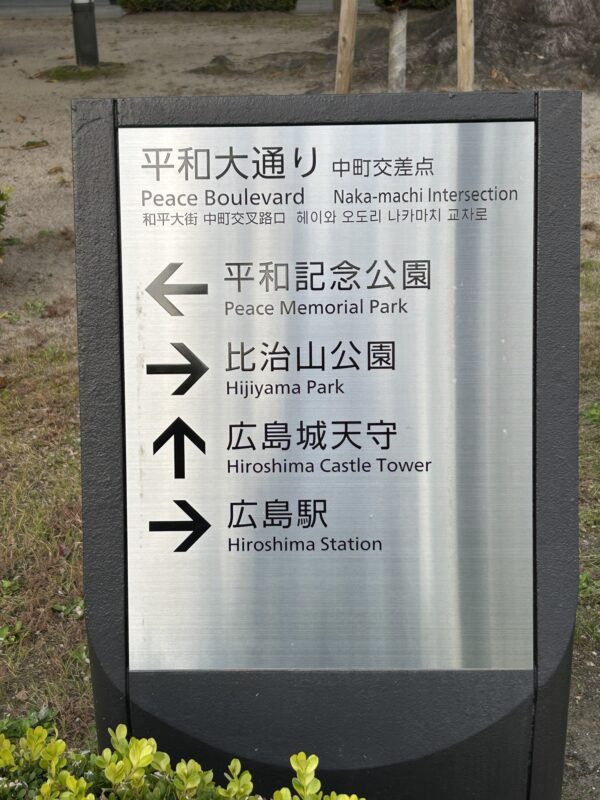 平和大通り 中町交差点
Peace Boulevard Naka-machi Intersection
和平大街 中町交叉路口 헤이와 오도리 나카마치 교차로
← 平和記念公園
Peace Memorial Park
→ 比治山公園
Hijiyama Park
↑ 広島城天守
Hiroshima Castle Tower
→ 広島駅
Hiroshima Station